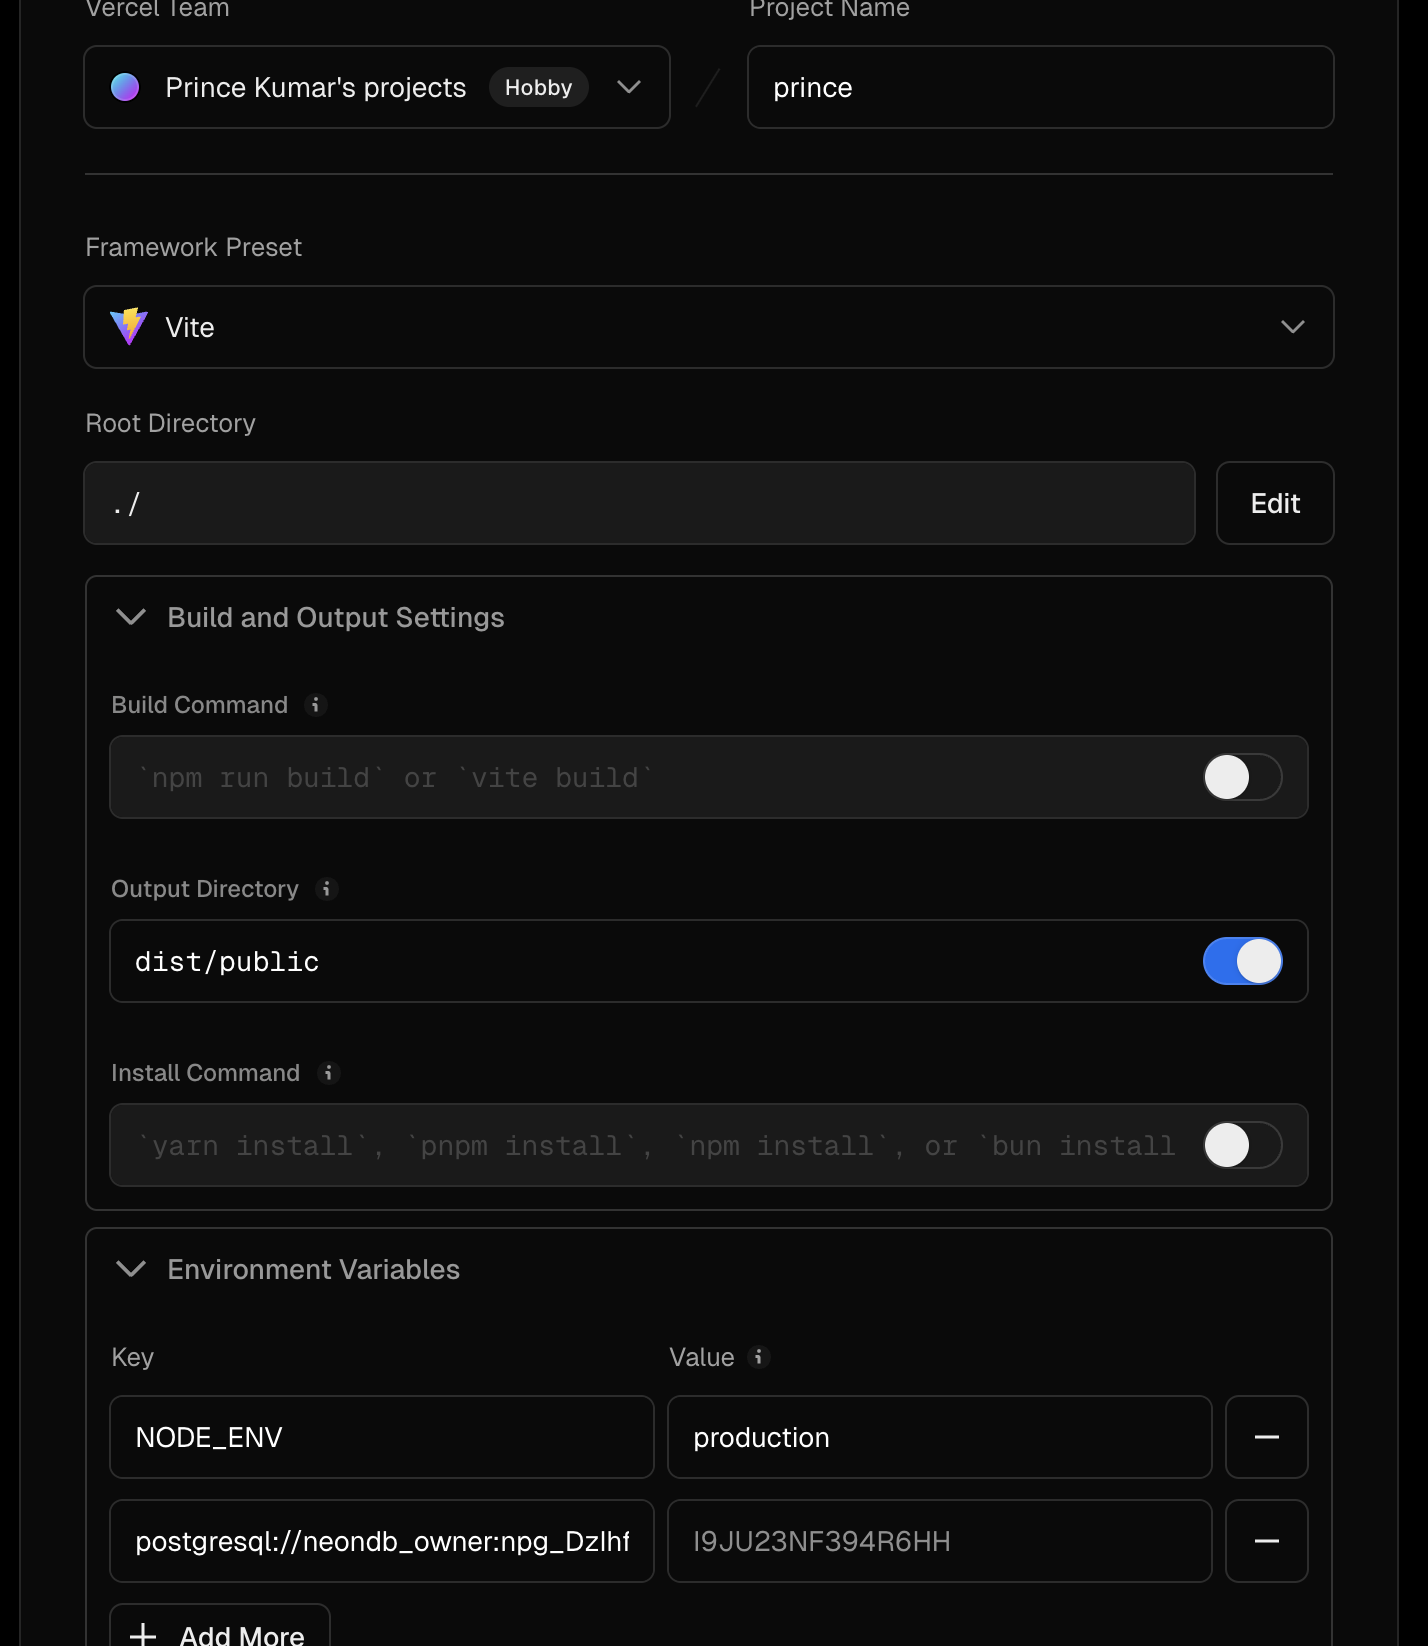 Vercel Team
Project Name
Prince Kumar's projects Hobby
prince
Framework Preset
Vite
Root Directory
./
Edit
Build and Output Settings
Build Command
`npm run build` or `vite build`
Output Directory
dist/public
Install Command
`yarn install`, `pnpm install`, `npm install`, or `bun install
Environment Variables
Key
Value
NODE_ENV
production
postgresql://neondb_owner:npg_DzIhf
I9JU23NF394R6HH
Add More